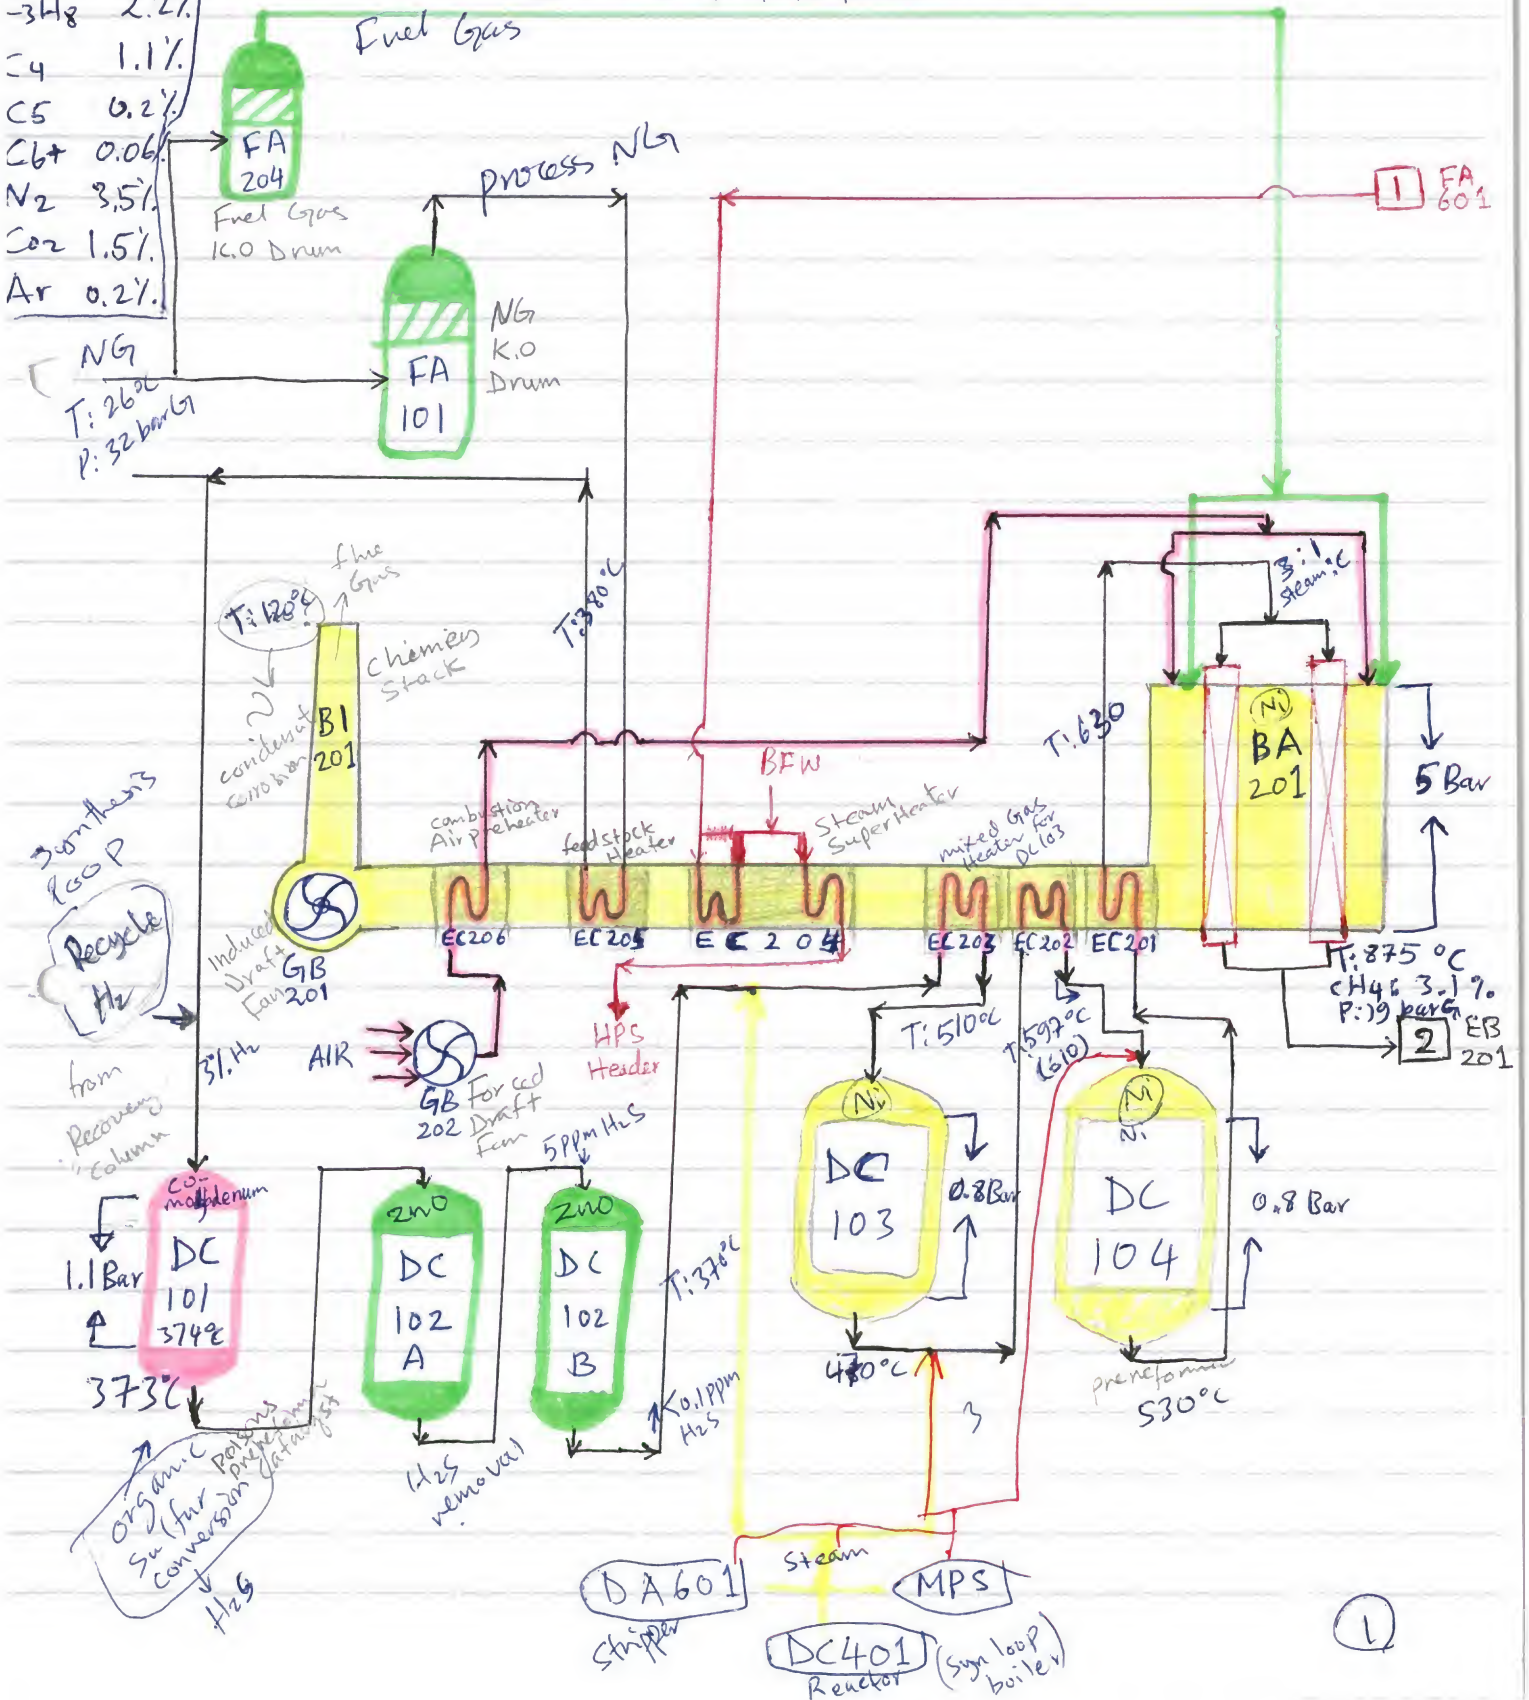 -3H8 2.2%
C4 1.1%
C5 0.2%
C6+ 0.06%
N2 3.5%
Co2 1.5%
Ar 0.2%
Fuel Gas
FA
204
Fuel Gas
K.O Drum
process NG
1
FA
601
NG
T: 26°C
P: 32 barG
FA
101
NG
K.O
Drum
flue
Gas
T: 120°C
chemiey
Stack
condensat
corrosion
BI
201
T: 380°C
3:1
steam:C
T: 630
Ni
BA
201
5 Bar
BFW
combustion
Air preheater
feedstock
Heater
Steam
SuperHeater
mixed Gas
Heater for
DC103
Synthesis
loop
Recycle
H2
from
Recovery
Column
Induced
Draft
Fan
GB
201
EC206
EC205
EC204
EC203
EC202
EC201
T: 875 °C
CH4: 3.1 %
P: 19 barG
2
EB
201
3% H2
AIR
GB
202
Forced
Draft
Fan
HPS
Header
T: 510°C
T: 597°C
(610)
5ppm H2S
co-
molybdenum
DC
101
374°C
1.1 Bar
373°C
ZnO
DC
102
A
ZnO
DC
102
B
T: 370°C
Ni
DC
103
0.8 Bar
Ni
DC
104
0.8 Bar
470°C
prereformer
530°C
<0.1ppm
H2S
3
H2S
removal
organic
Sulfur
conversion
H2S
poisons
prereformer
catalyst
Steam
DA601
stripper
MPS
(syn loop
boiler)
DC401
Reactor
1